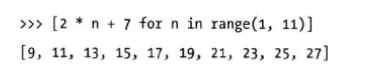 >>> [2 * n + 7 for n in range(1, 11)]
[9, 11, 13, 15, 17, 19, 21, 23, 25, 27]